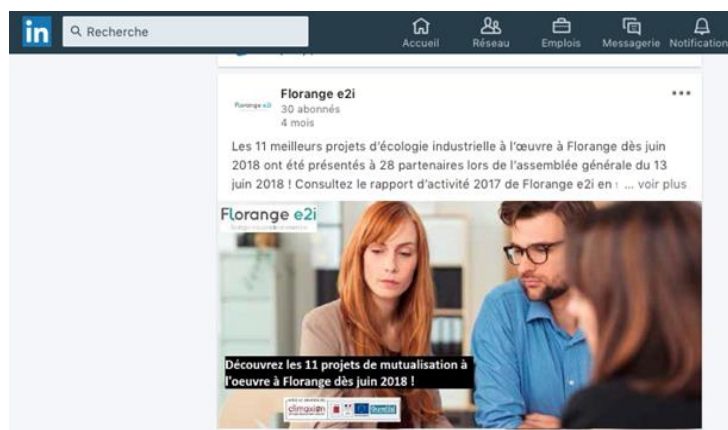 in
Recherche
Accueil
Réseau
Emplois
Messagerie
Notification
Florange e2i
Florange e2i
30 abonnés
4 mois
Les 11 meilleurs projets d'écologie industrielle à l'œuvre à Florange dès juin
2018 ont été présentés à 28 partenaires lors de l'assemblée générale du 13
juin 2018 ! Consultez le rapport d'activité 2017 de Florange e2i en ... voir plus
Florange e2i
Découvrez les 11 projets de mutualisation à
l'oeuvre à Florange dès juin 2018 !
climaxion